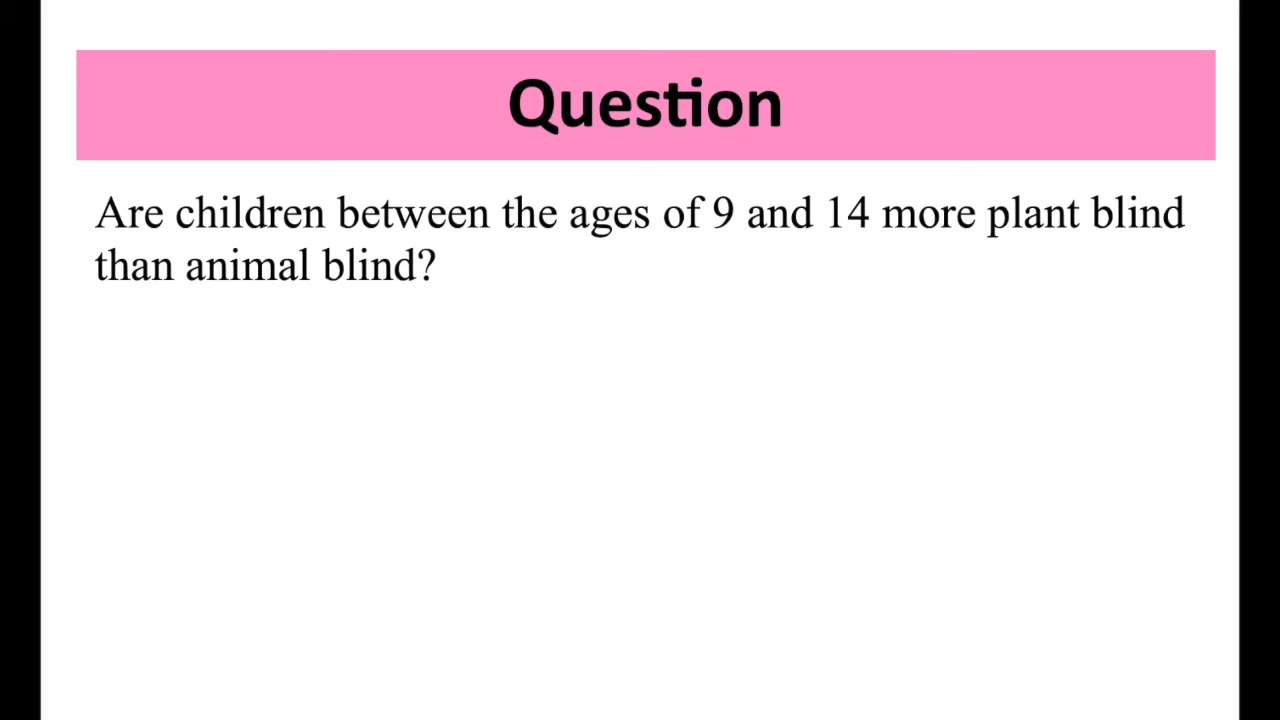 Question
Are children between the ages of 9 and 14 more plant blind
than animal blind?